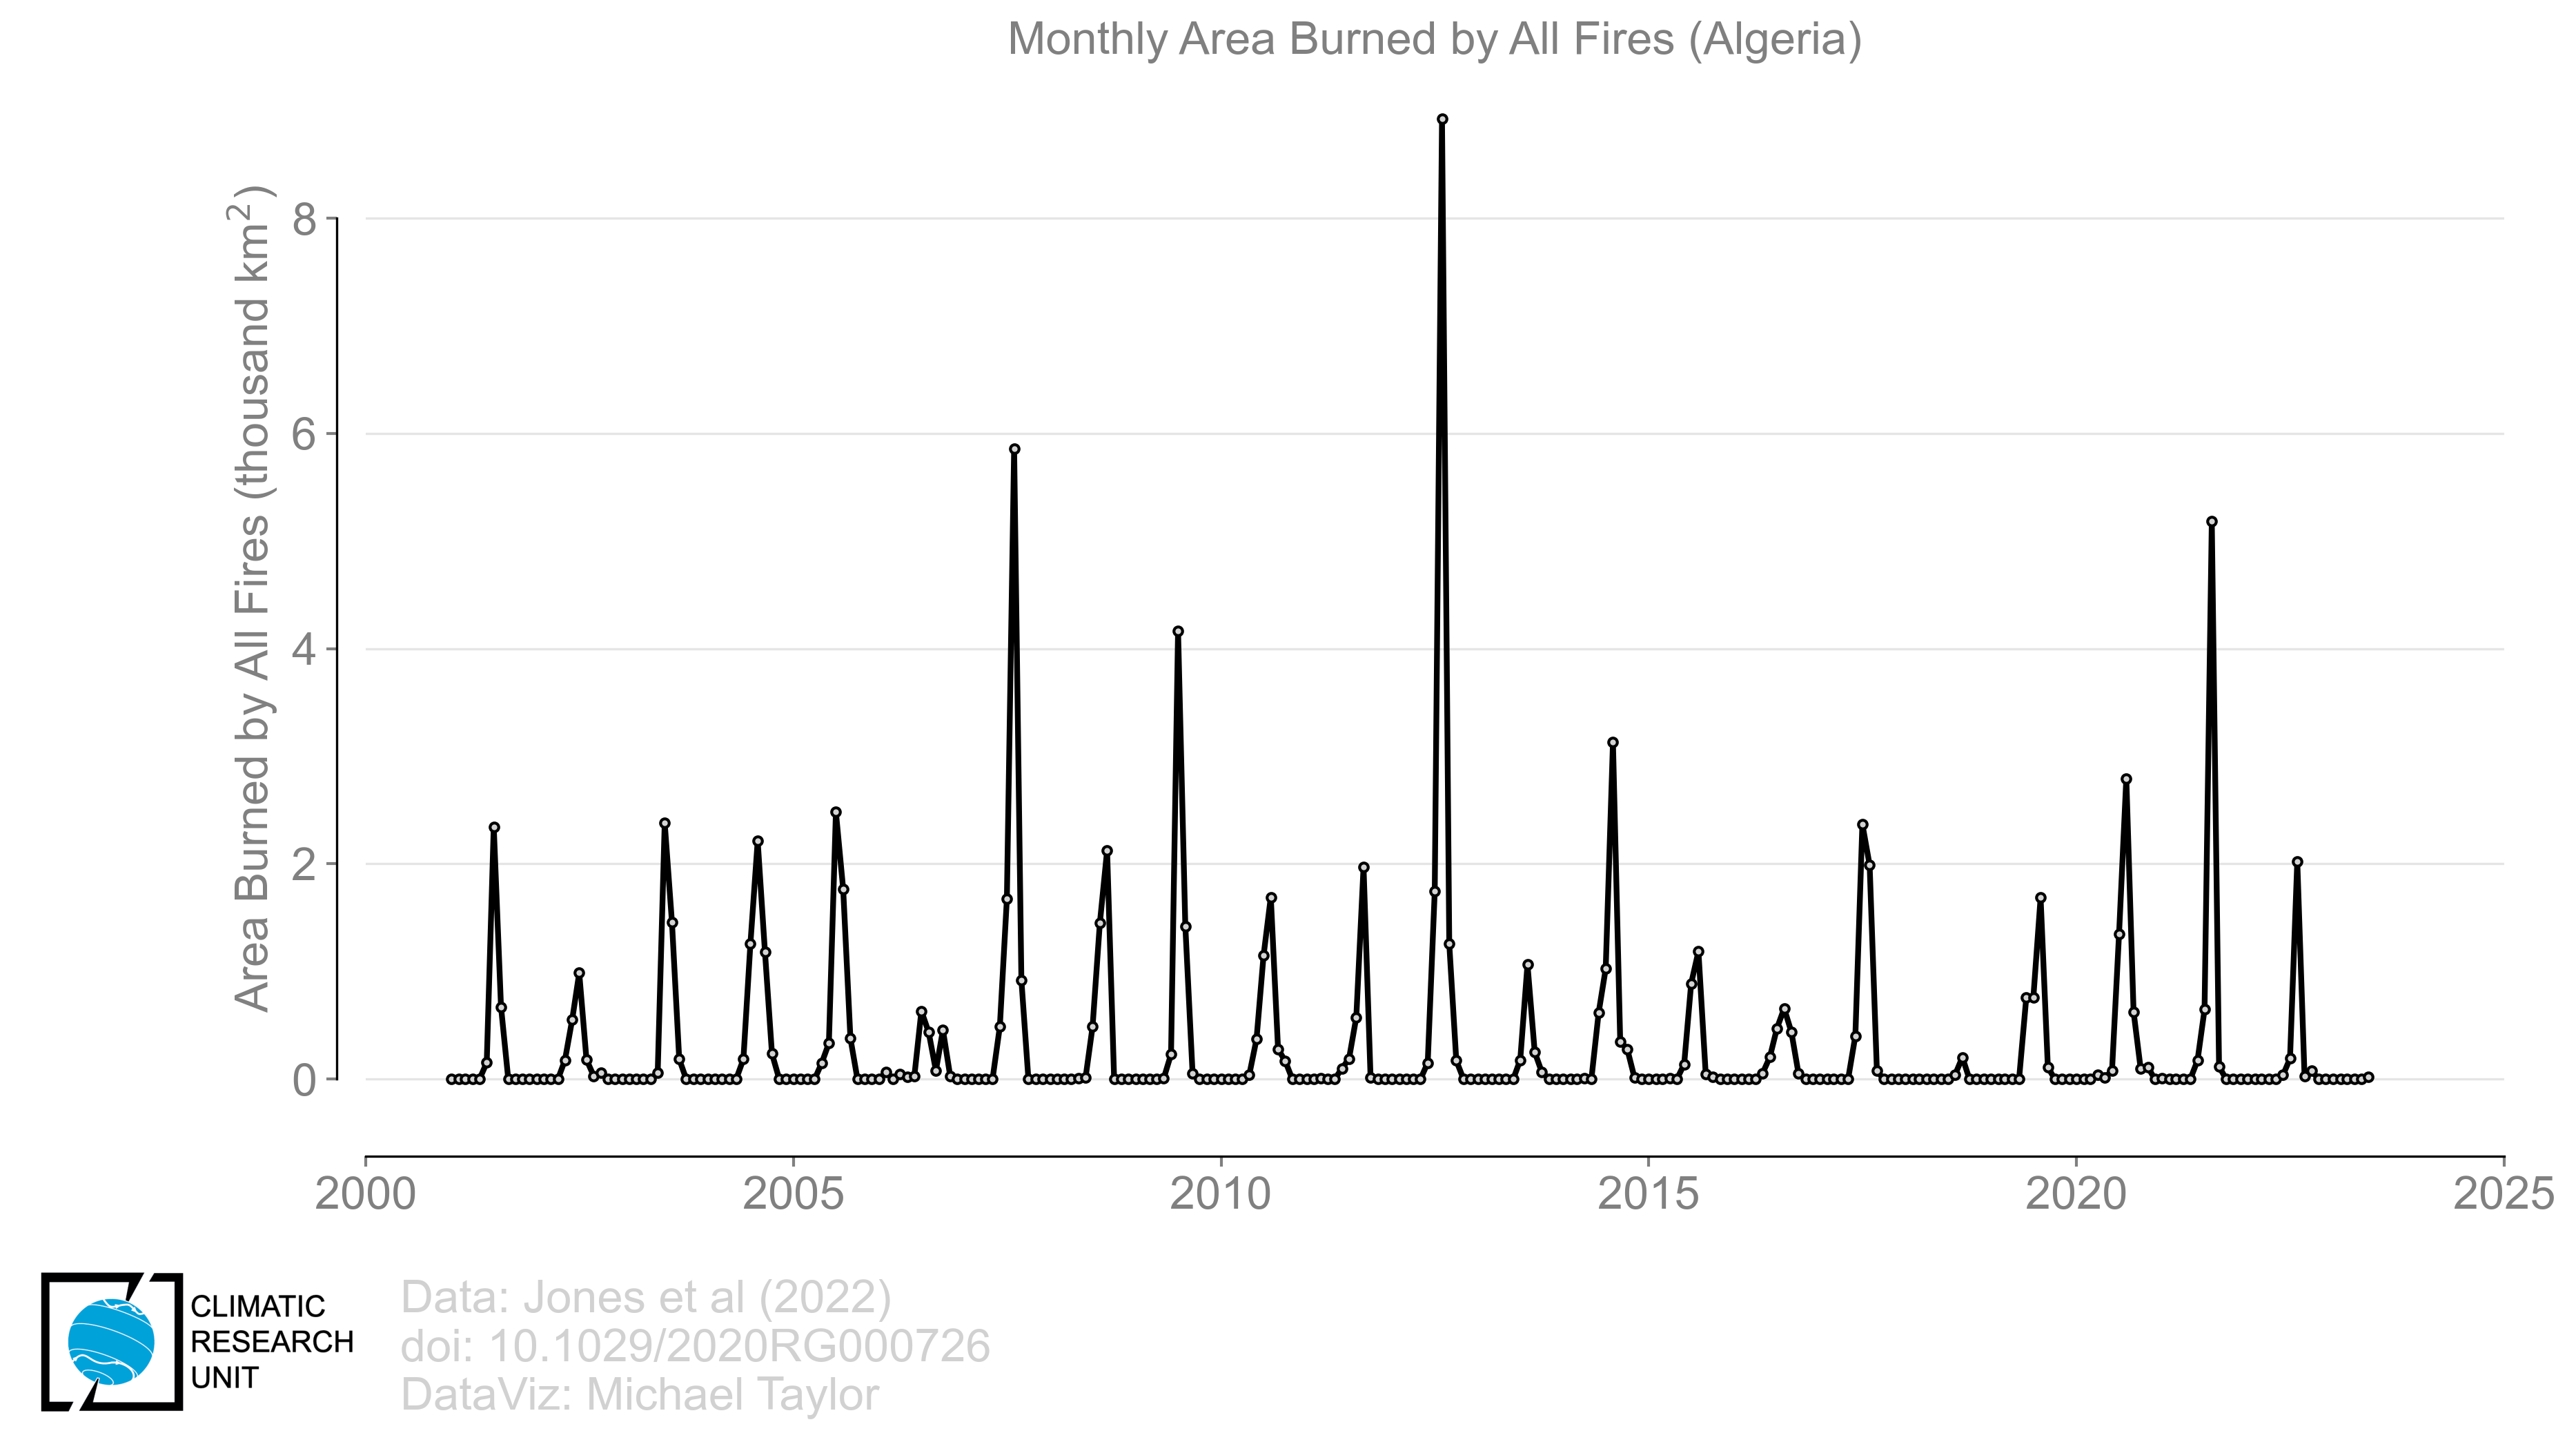 Monthly Area Burned by All Fires (Algeria)
Area Burned by All Fires (thousand km²)
8
6
4
2
0
2000 2005 2010 2015 2020 2025
CLIMATIC
RESEARCH
UNIT
Data: Jones et al (2022)
doi: 10.1029/2020RG000726
DataViz: Michael Taylor